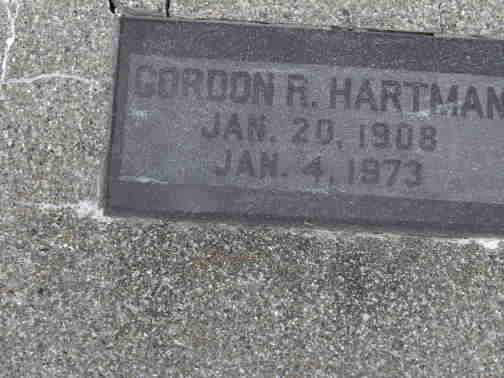 GORDON R. HARTMAN
JAN. 20, 1908
JAN. 4, 1973